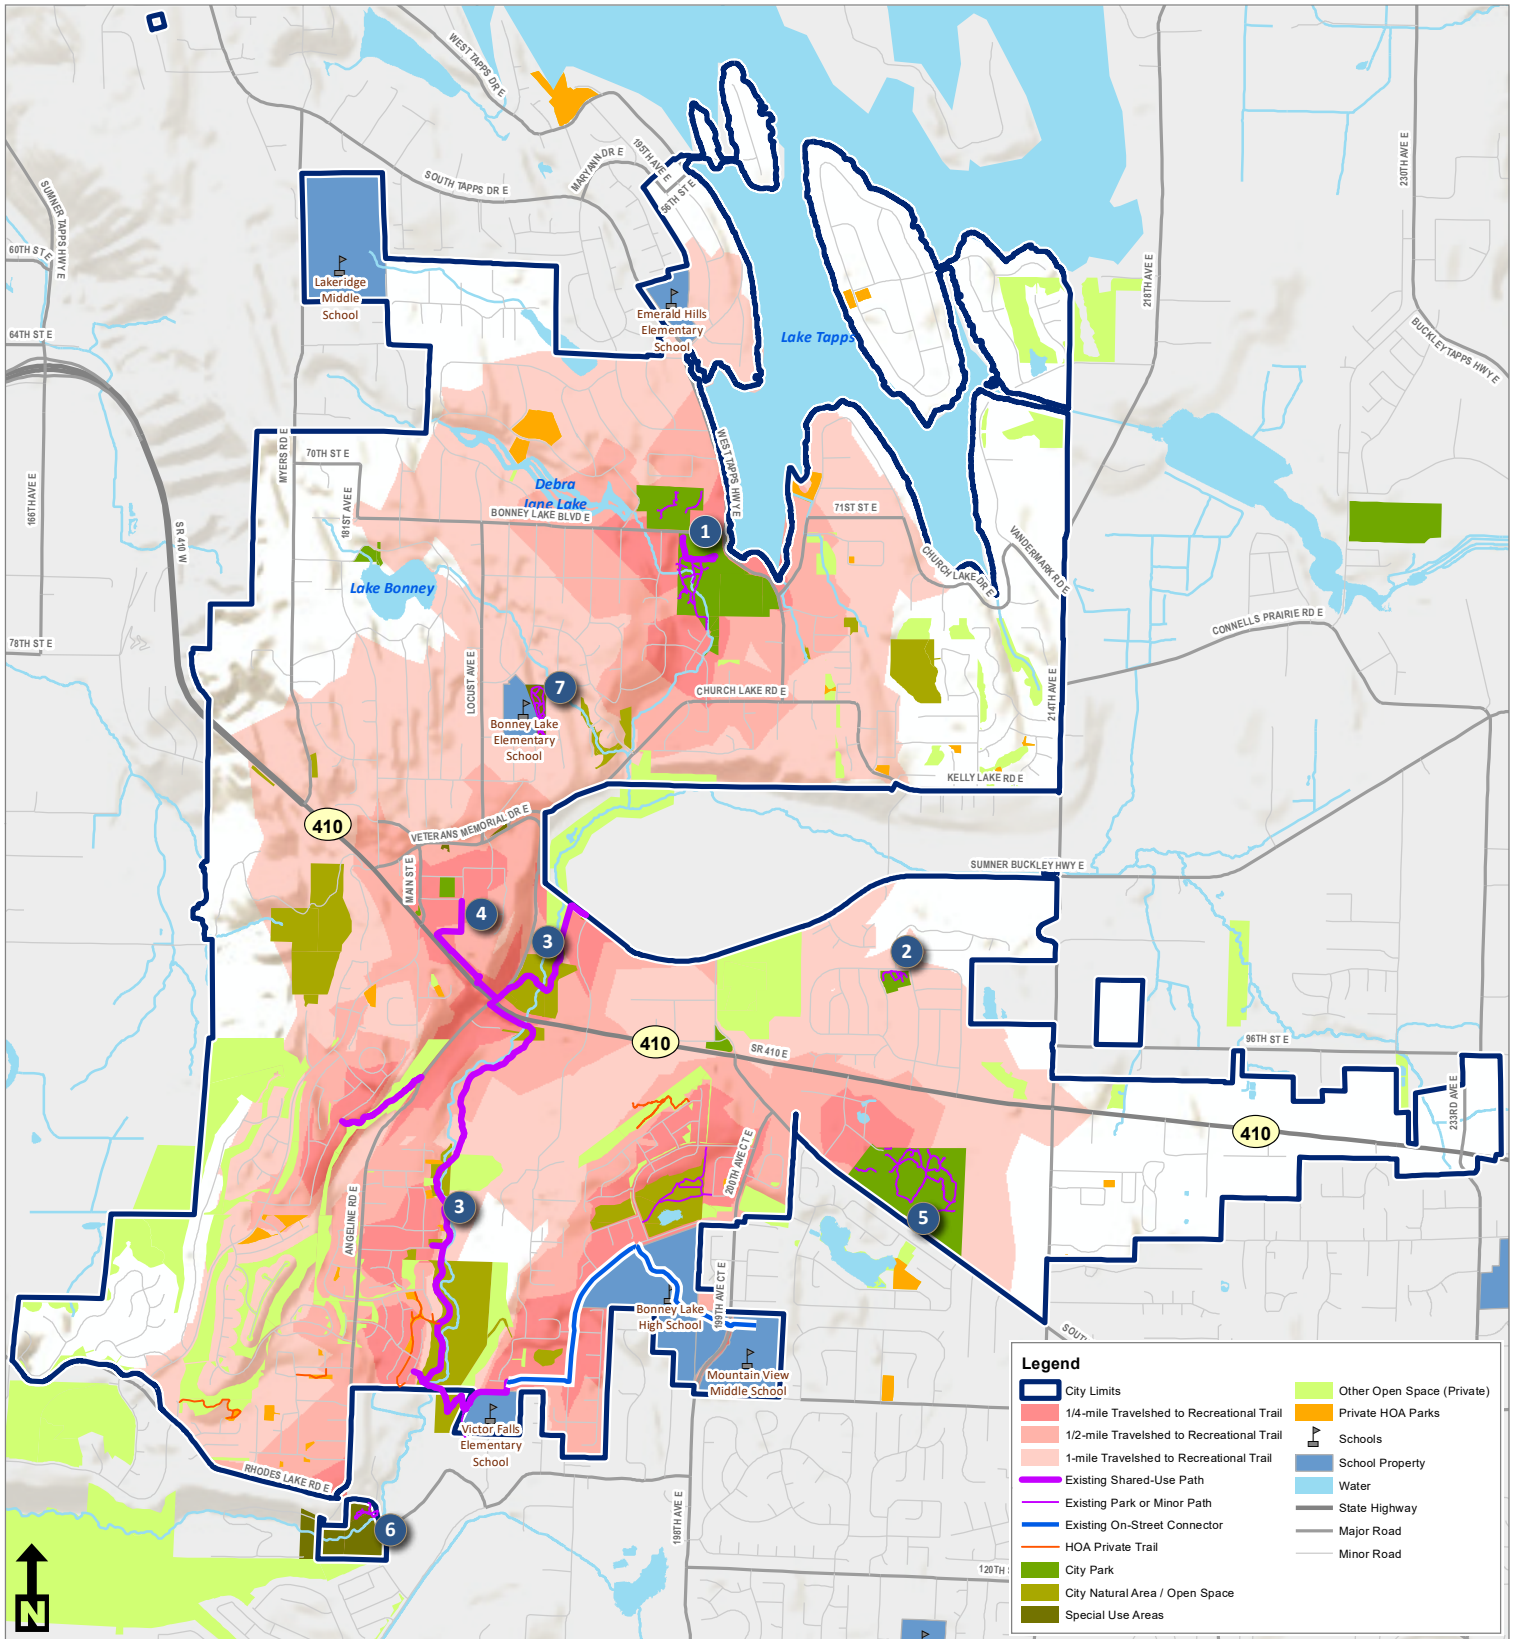 WEST TAPPS DR E
195TH AVE E
MARYANN DR E
SOUTH TAPPS DR E
56TH ST E
SUMNER TAPPS HWY E
60TH ST E
230TH AVE E
218TH AVE E
Lakeridge
Middle
School
Emerald Hills
Elementary
School
Lake Tapps
64TH ST E
BUCKLEY TAPPS HWY E
MYERS RD E
70TH ST E
WEST TAPPS HWY E
166TH AVE E
181ST AVE E
Debra
Jane Lake
BONNEY LAKE BLVD E
71ST ST E
SR 410 W
1
VANDERMARK RD E
CHURCH LAKE DR E
Lake Bonney
CONNELLS PRAIRIE RD E
78TH ST E
LOCUST AVE E
7
CHURCH LAKE RD E
214TH AVE E
Bonney Lake
Elementary
School
KELLY LAKE RD E
410
VETERANS MEMORIAL DR E
MAIN ST E
SUMNER BUCKLEY HWY E
4
3
2
410
SR 410 E
96TH ST E
233RD AVE E
410
200TH AVE CT E
ANGELINE RD E
3
5
199TH AVE CT E
Bonney Lake
High School
Mountain View
Middle School
SOUT
Victor Falls
Elementary
School
RHODES LAKE RD E
6
198TH AVE E
120TH S
N
Legend
City Limits
1/4-mile Travelshed to Recreational Trail
1/2-mile Travelshed to Recreational Trail
1-mile Travelshed to Recreational Trail
Existing Shared-Use Path
Existing Park or Minor Path
Existing On-Street Connector
HOA Private Trail
City Park
City Natural Area / Open Space
Special Use Areas
Other Open Space (Private)
Private HOA Parks
Schools
School Property
Water
State Highway
Major Road
Minor Road